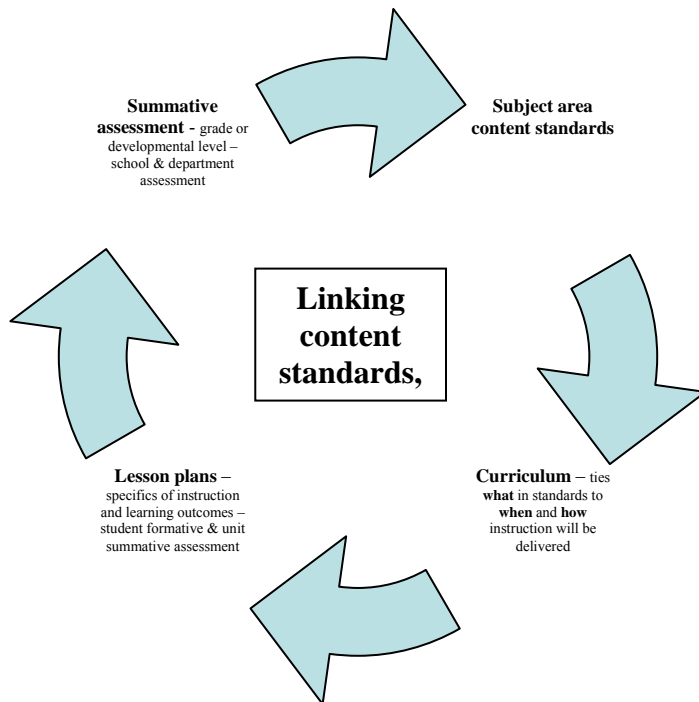 Summative
assessment - grade or
developmental level –
school & department
assessment
Subject area
content standards
Linking
content
standards,
Lesson plans –
specifics of instruction
and learning outcomes –
student formative & unit
summative assessment
Curriculum – ties
what in standards to
when and how
instruction will be
delivered